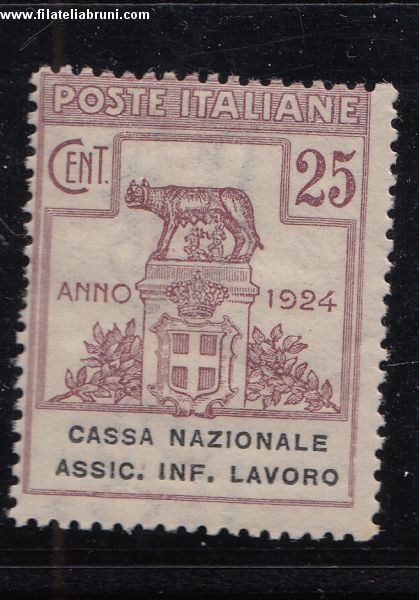 www.filateliabruni.com
POSTE ITALIANE
CENT. 25
ANNO 1924
CASSA NAZIONALE
ASSIC. INF. LAVORO